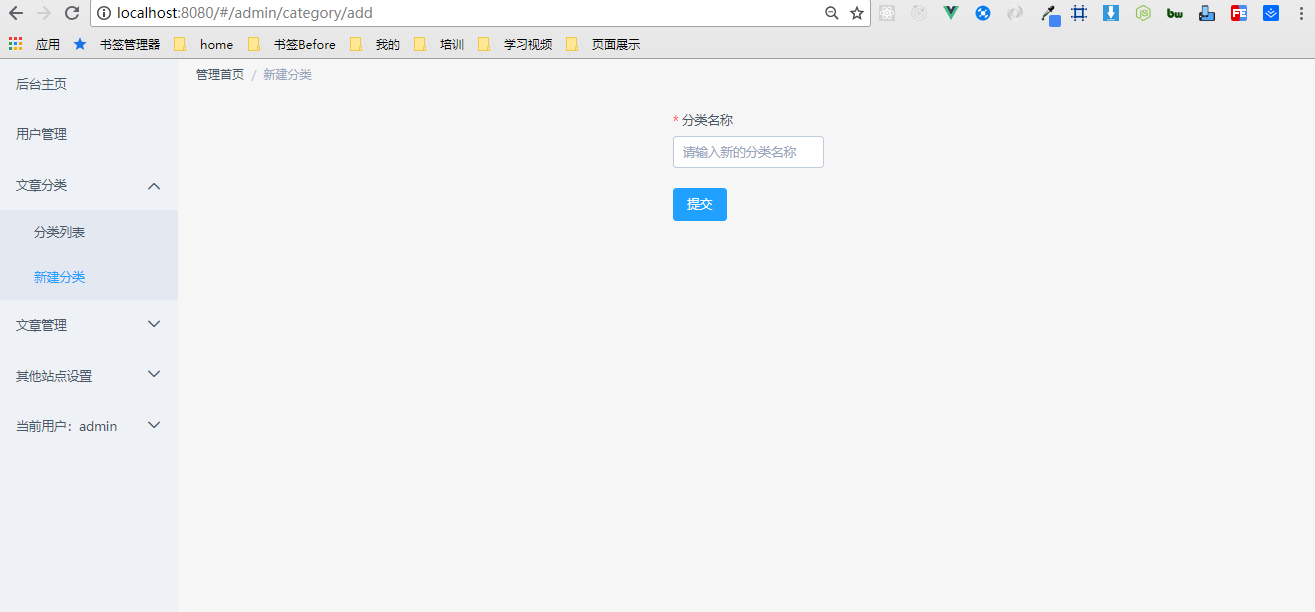 localhost:8080/#/admin/category/add
应用 书签管理器 home 书签Before 我的 培训 学习视频 页面展示
后台主页
管理首页 / 新建分类
用户管理
文章分类
分类列表
新建分类
文章管理
其他站点设置
当前用户：admin
* 分类名称
请输入新的分类名称
提交